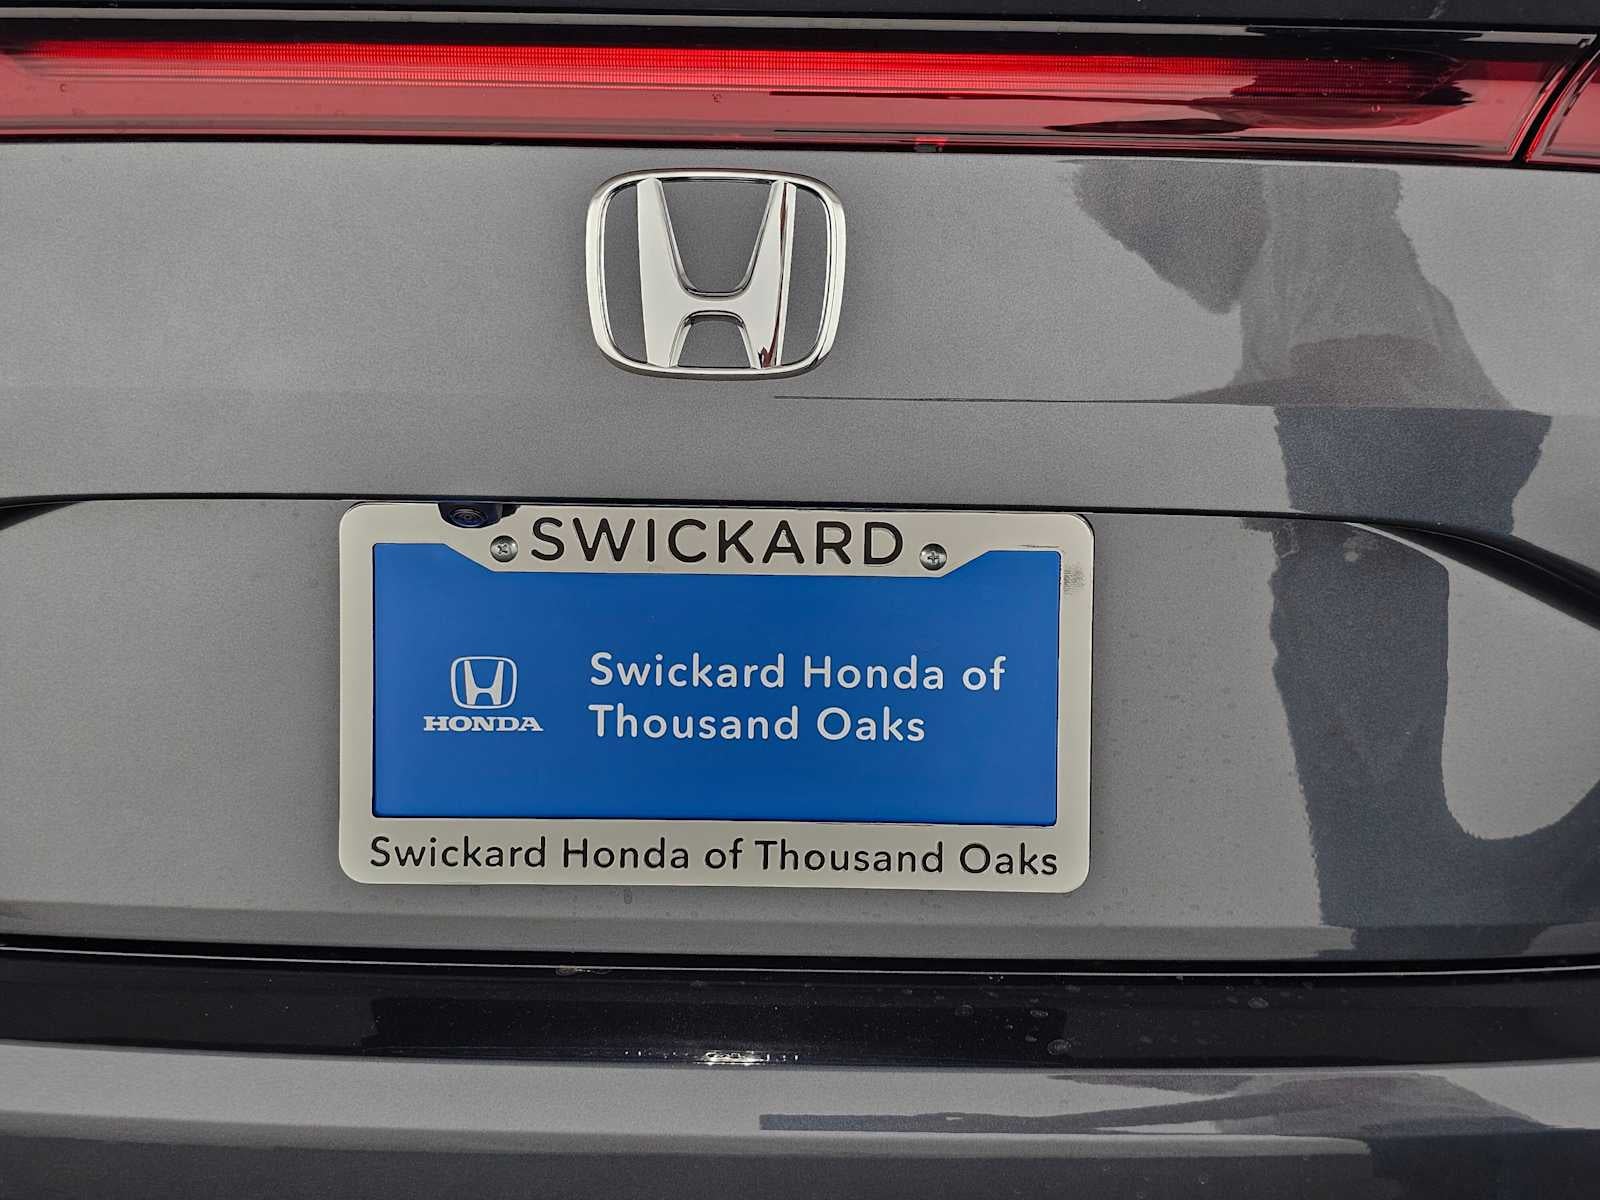 SWICKARD
HONDA
Swickard Honda of
Thousand Oaks
Swickard Honda of Thousand Oaks